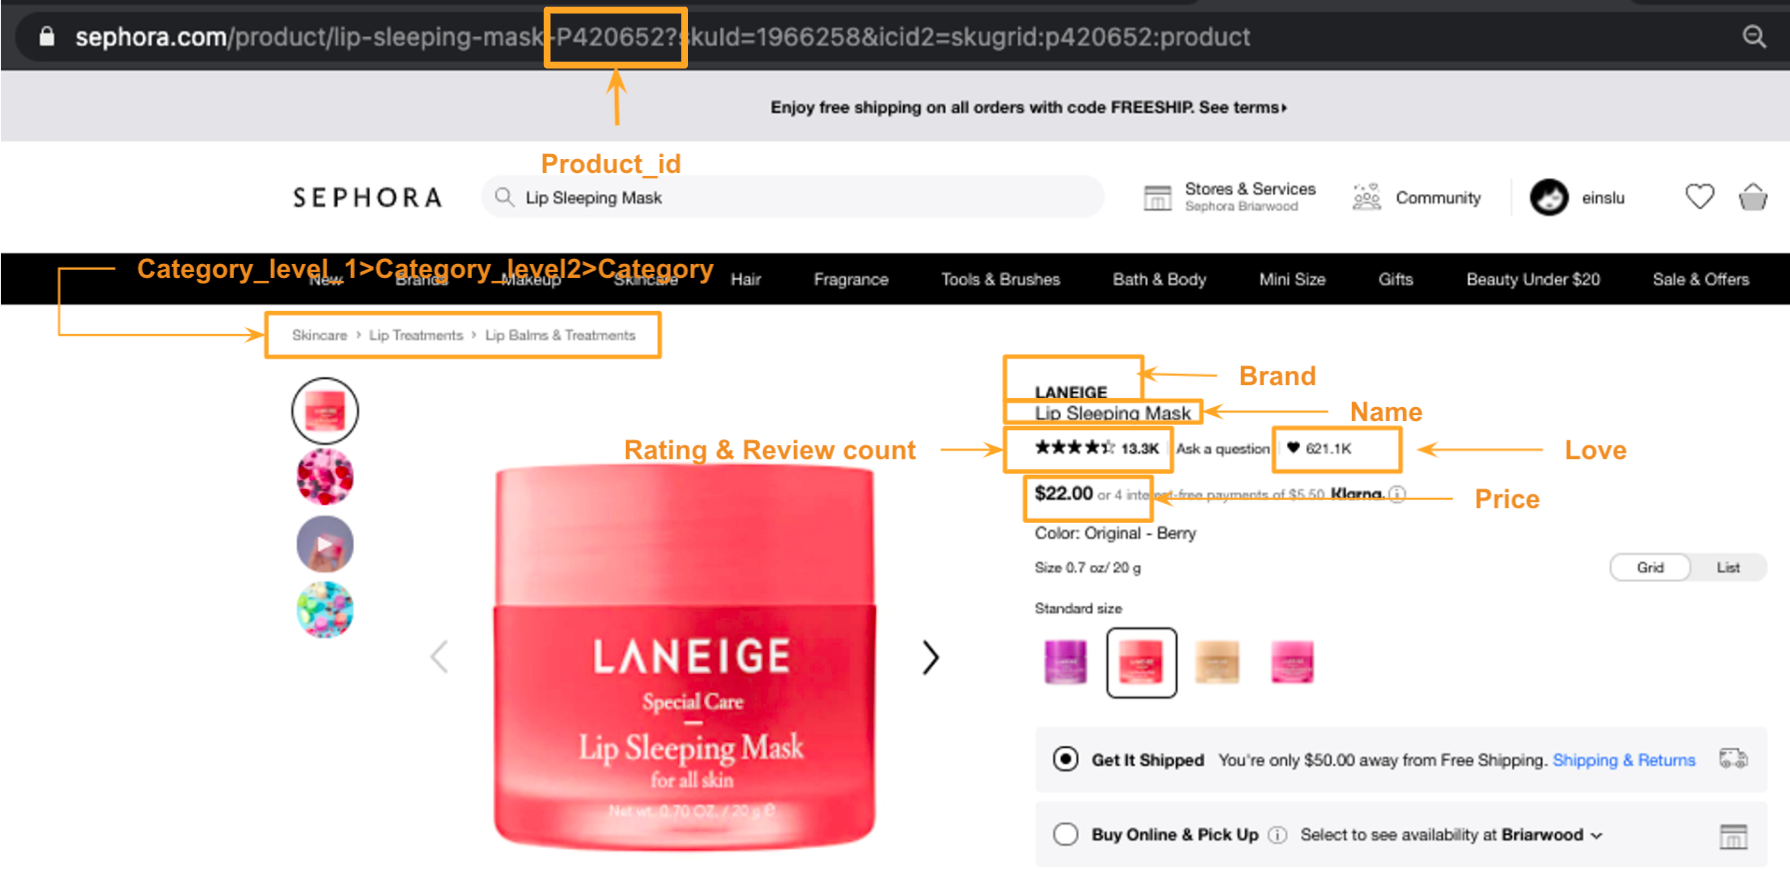 sephora.com/product/lip-sleeping-mask-P420652?skuId=1966258&icid2=skugrid:p420652:product
Enjoy free shipping on all orders with code FREESHIP. See terms
Product_id
SEPHORA
Lip Sleeping Mask
Stores & Services
Sephora Briarwood
Community
einslu
Category_level_1>Category_level2>Category
New Brands Makeup Skincare Hair Fragrance Tools & Brushes Bath & Body Mini Size Gifts Beauty Under $20 Sale & Offers
Skincare > Lip Treatments > Lip Balms & Treatments
Brand
LANEIGE
Name
Lip Sleeping Mask
Rating & Review count
13.3K Ask a question 621.1K
Love
$22.00 or 4 interest-free payments of $5.50 Klarna.
Price
Color: Original - Berry
Size 0.7 oz/ 20 g
Grid List
Standard size
LANEIGE
Special Care
Lip Sleeping Mask
for all skin
Net wt. 0.70 OZ. / 20 g e
Get It Shipped You're only $50.00 away from Free Shipping. Shipping & Returns
Buy Online & Pick Up Select to see availability at Briarwood